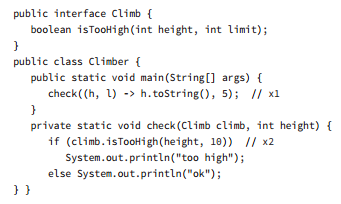 public interface Climb {
   boolean isTooHigh(int height, int limit);
}
public class Climber {
   public static void main(String[] args) {
      check((h, l) -> h.toString(), 5);  // x1
   }
   private static void check(Climb climb, int height) {
      if (climb.isTooHigh(height, 10))  // x2
         System.out.println("too high");
      else System.out.println("ok");
} }